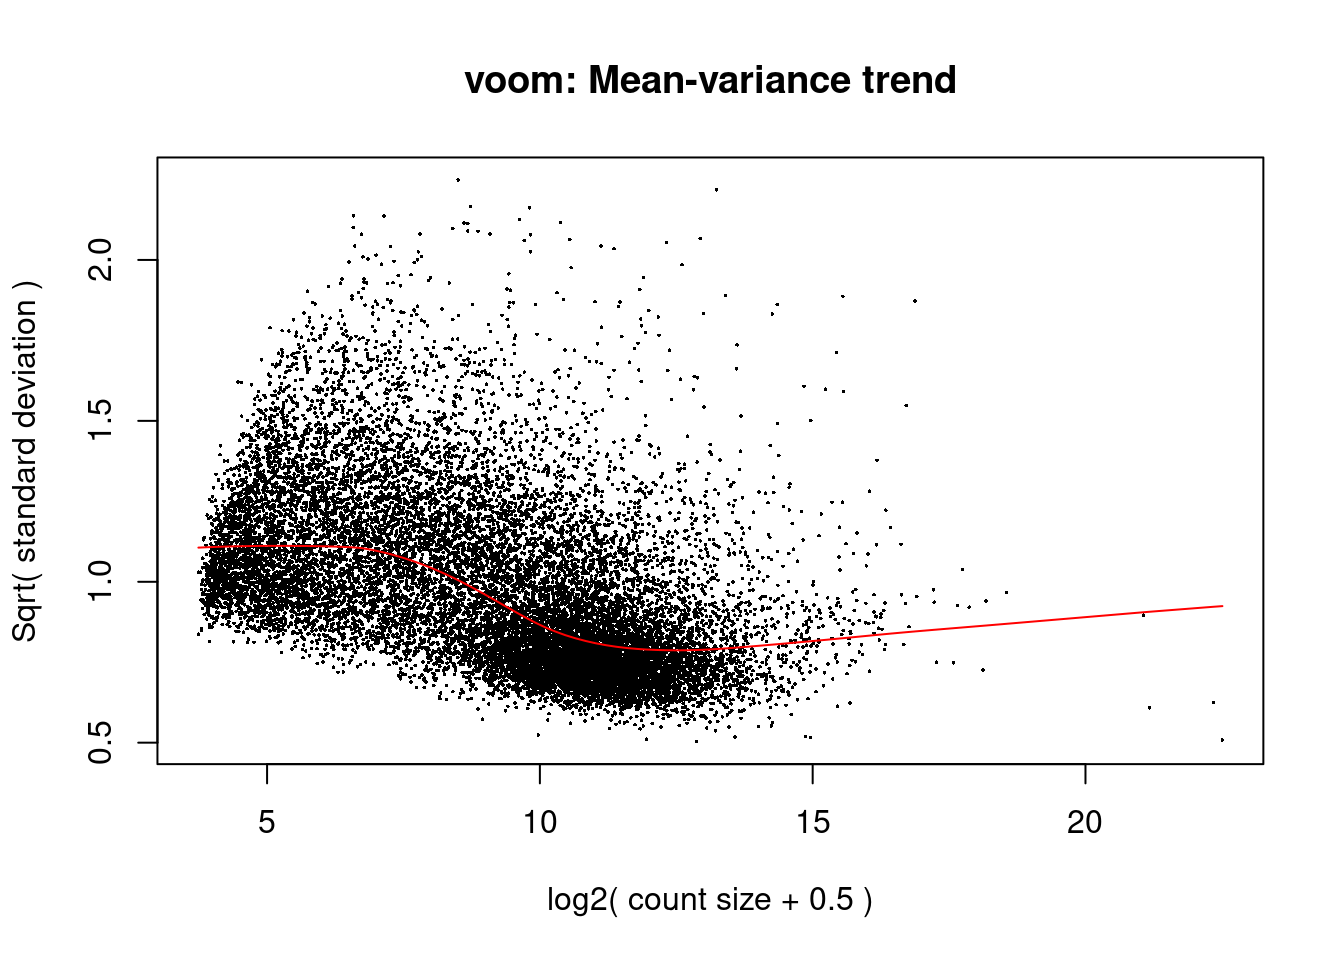 voom: Mean-variance trend
Sqrt( standard deviation )
2.0
1.5
1.0
0.5
5 10 15 20
log2( count size + 0.5 )